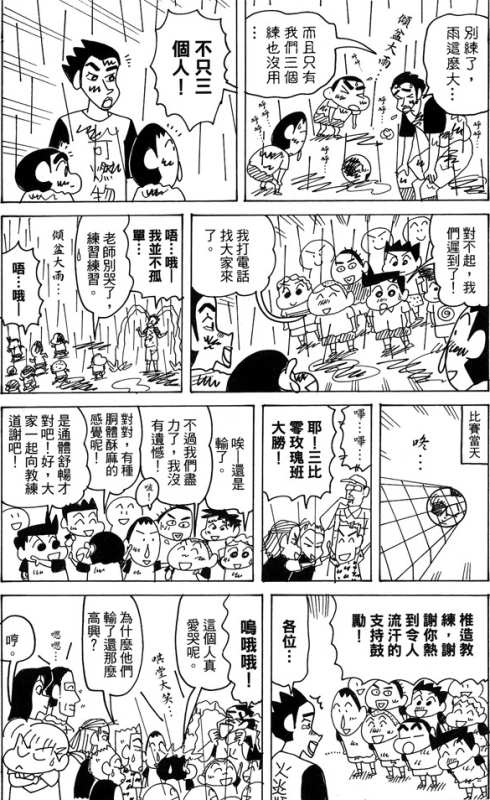 別練了，
雨這麼大…
傾盆大雨…
而且只有
我們三個
練也沒用
…
呼…
呼…
不只三
個人！
可燃物
對不起，我
們遲到了！
我打電話
找大家來
了。
唔…哦
我並不孤
單…
老師別哭了，
練習練習。
傾盆大雨…
唔…哦
比賽當天
咚…
嗶…嗶…
耶！三比
零玫瑰班
大勝！
唉…還是
輸了。
不過我們盡
力了，我沒
有遺憾！
對對，有種
胴體酥麻的
感覺呢！
是通體舒暢才
對吧！好，大
家一起向教練
道謝吧！
椎造教
練，謝
謝你熱
到令人
流汗的
支持鼓
勵！
各位…
嗚哦哦！
這個人真
愛哭呢。
哄堂大笑…
為什麼他們
輸了還那麼
高興？
哼。